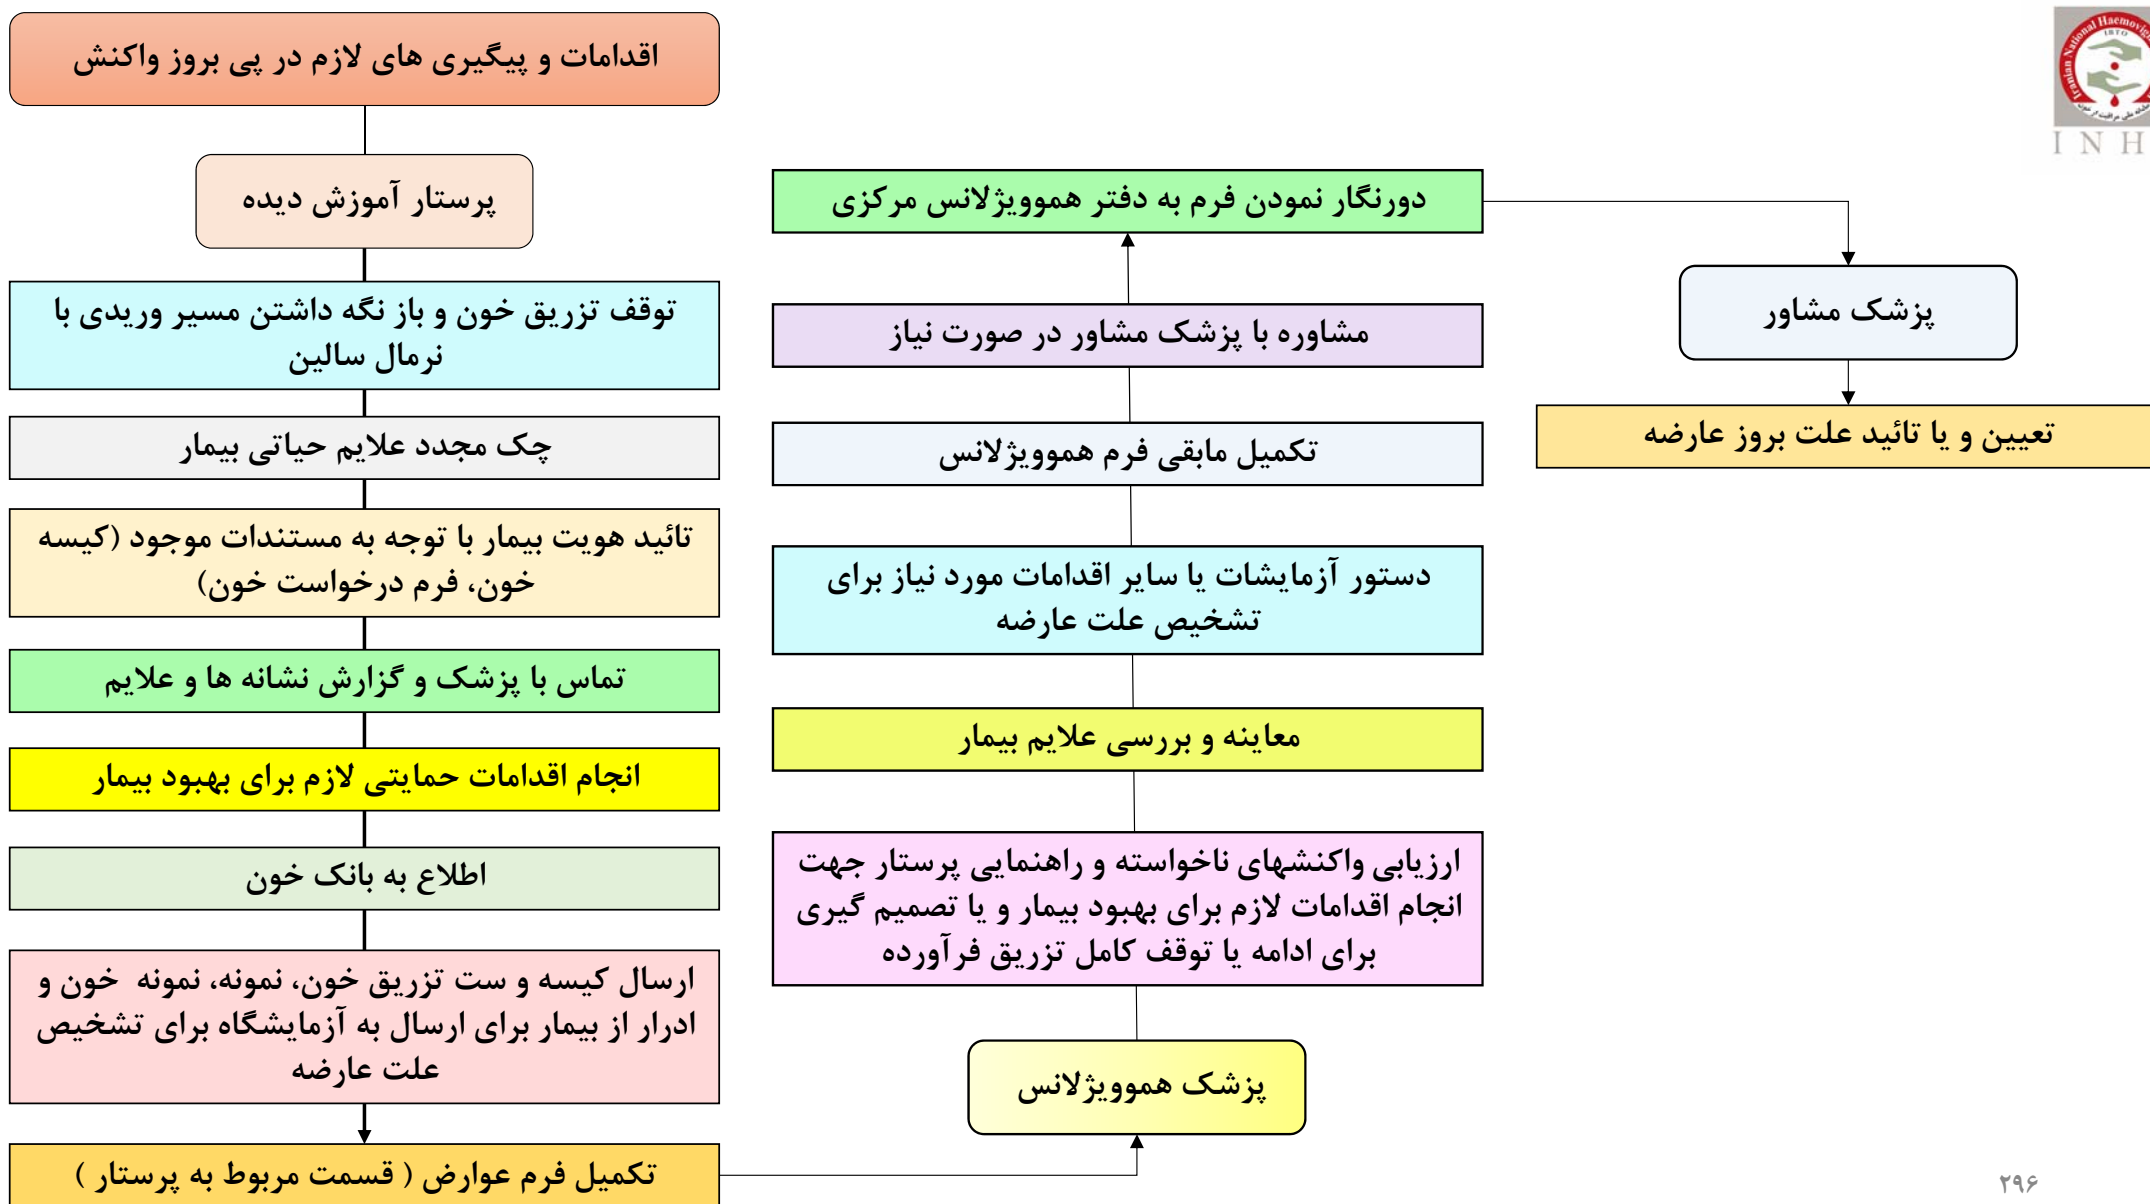 اقدامات و پیگیری های لازم در پی بروز واکنش
پرستار آموزش دیده
توقف تزریق خون و باز نگه داشتن مسیر وریدی با
نرمال سالین
چک مجدد علایم حیاتی بیمار
تائید هویت بیمار با توجه به مستندات موجود (کیسه
خون، فرم درخواست خون)
تماس با پزشک و گزارش نشانه ها و علایم
انجام اقدامات حمایتی لازم برای بهبود بیمار
اطلاع به بانک خون
ارسال کیسه و ست تزریق خون، نمونه، نمونه خون و
ادرار از بیمار برای ارسال به آزمایشگاه برای تشخیص
علت عارضه
تکمیل فرم عوارض ( قسمت مربوط به پرستار )
پزشک هموویژلانس
ارزیابی واکنشهای ناخواسته و راهنمایی پرستار جهت
انجام اقدامات لازم برای بهبود بیمار و یا تصمیم گیری
برای ادامه یا توقف کامل تزریق فرآورده
معاینه و بررسی علایم بیمار
دستور آزمایشات یا سایر اقدامات مورد نیاز برای
تشخیص علت عارضه
تکمیل مابقی فرم هموویژلانس
مشاوره با پزشک مشاور در صورت نیاز
دورنگار نمودن فرم به دفتر هموویژلانس مرکزی
پزشک مشاور
تعیین و یا تائید علت بروز عارضه
IBTO
I N H
۲۹۶